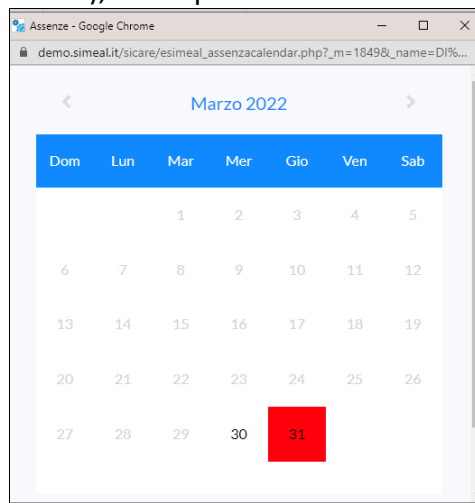 Assenze - Google Chrome
demo.simeal.it/sicare/esimeal_assenzacalendar.php?_m=1849&_name=DI%...
Marzo 2022
Dom Lun Mar Mer Gio Ven Sab
1 2 3 4 5
6 7 8 9 10 11 12
13 14 15 16 17 18 19
20 21 22 23 24 25 26
27 28 29 30 31